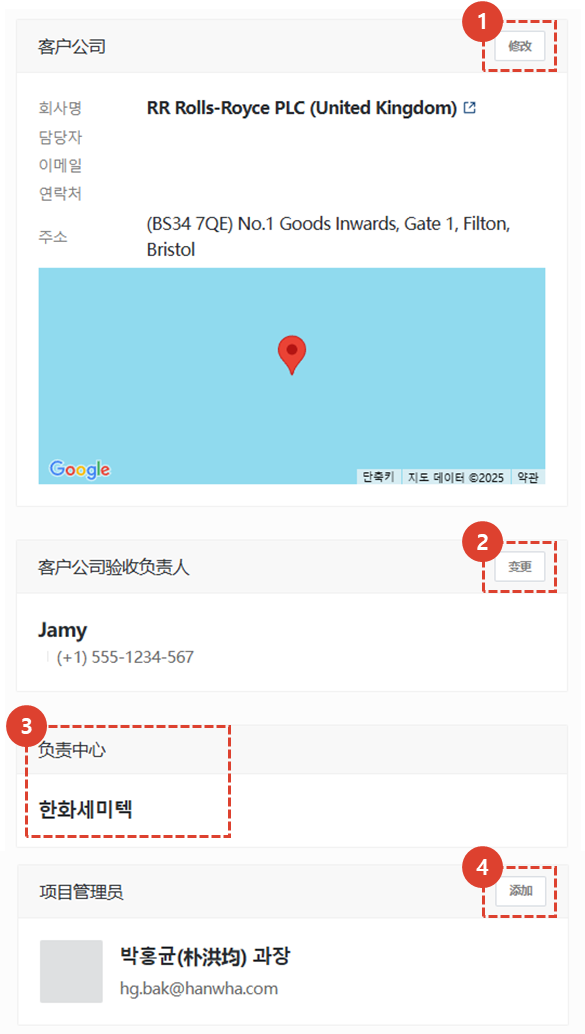 客户公司
1
修改
회사명 RR Rolls-Royce PLC (United Kingdom)
담당자
이메일
연락처
주소 (BS34 7QE) No.1 Goods Inwards, Gate 1, Filton,
Bristol
Google
단축키 지도 데이터 ©2025 약관
客户公司验收负责人
2
变更
Jamy
(+1) 555-1234-567
3
负责中心
한화세미텍
4
项目管理员
添加
박홍균(朴洪均) 과장
hg.bak@hanwha.com